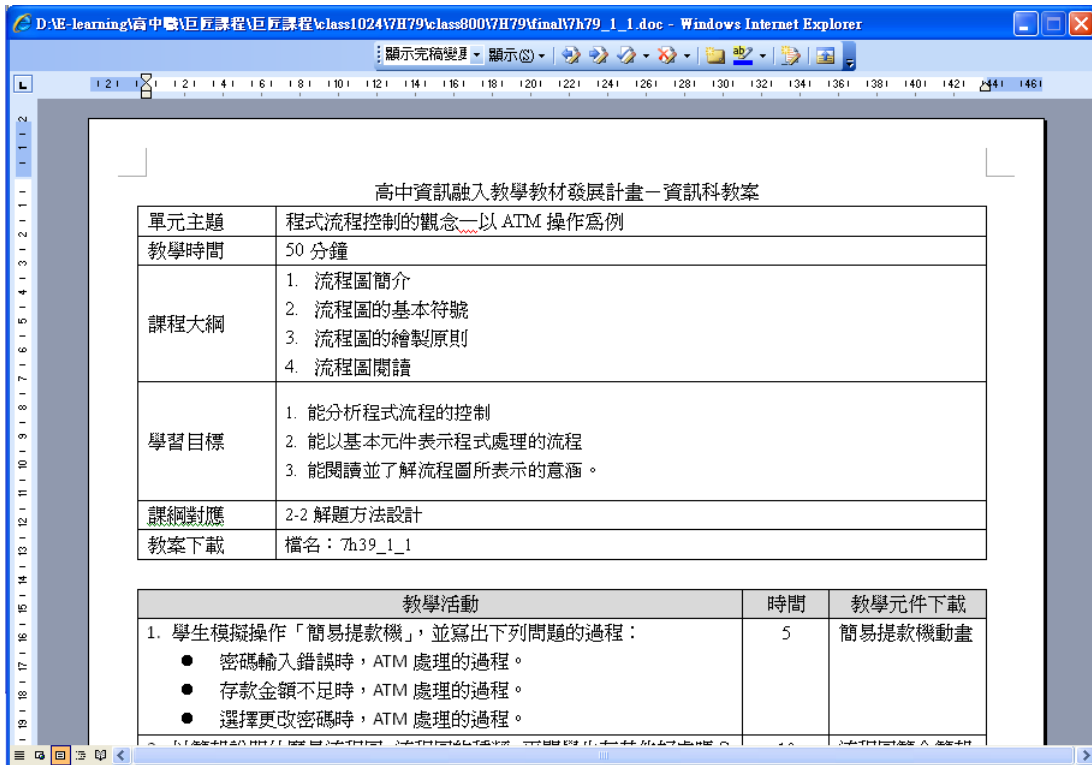 D:\E-learning\高中職\巨匠課程\巨匠課程\class1024\7H79\class800\7H79\final\7h79_1_1.doc - Windows Internet Explorer
顯示完稿變更 顯示(S)
高中資訊融入教學教材發展計畫－資訊科教案
單元主題 程式流程控制的觀念—以 ATM 操作為例
教學時間 50 分鐘
課程大綱
1. 流程圖簡介
2. 流程圖的基本符號
3. 流程圖的繪製原則
4. 流程圖閱讀
學習目標
1. 能分析程式流程的控制
2. 能以基本元件表示程式處理的流程
3. 能閱讀並了解流程圖所表示的意涵。
課綱對應 2-2 解題方法設計
教案下載 檔名：7h39_1_1
教學活動 時間 教學元件下載
1. 學生模擬操作「簡易提款機」，並寫出下列問題的過程： 5 簡易提款機動畫
● 密碼輸入錯誤時，ATM 處理的過程。
● 存款金額不足時，ATM 處理的過程。
● 選擇更改密碼時，ATM 處理的過程。